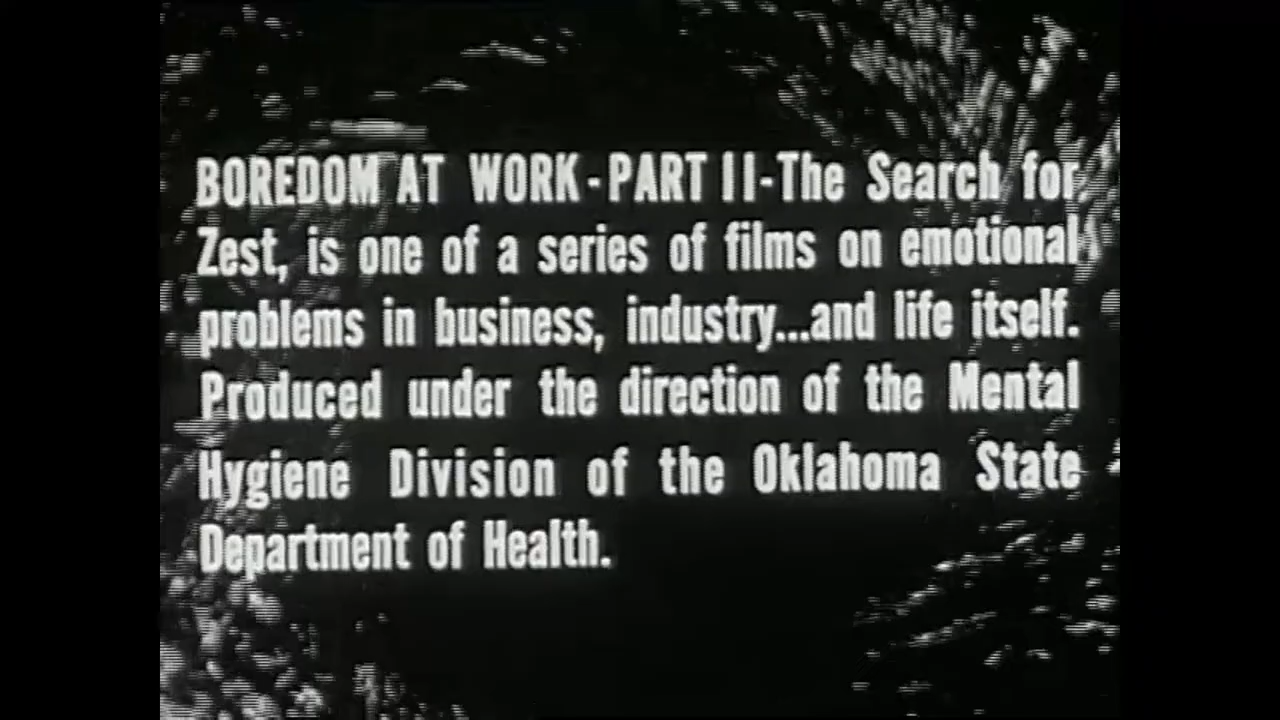 BOREDOM AT WORK-PART II-The Search for
Zest, is one of a series of films on emotional
problems in business, industry...and life itself.
Produced under the direction of the Mental
Hygiene Division of the Oklahoma State
Department of Health.